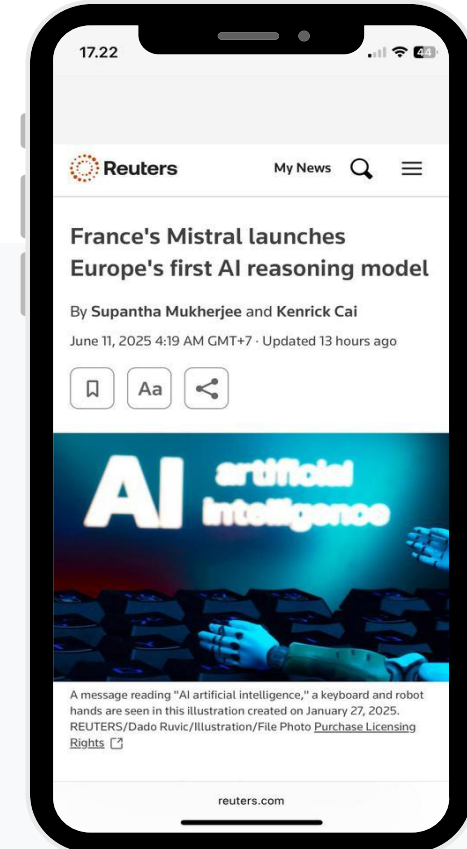 17.22
44
Reuters
My News
France's Mistral launches
Europe's first AI reasoning model
By Supantha Mukherjee and Kenrick Cai
June 11, 2025 4:19 AM GMT+7 · Updated 13 hours ago
Aa
AI artificial
intelligence
A message reading "AI artificial intelligence," a keyboard and robot
hands are seen in this illustration created on January 27, 2025.
REUTERS/Dado Ruvic/Illustration/File Photo Purchase Licensing
Rights
reuters.com